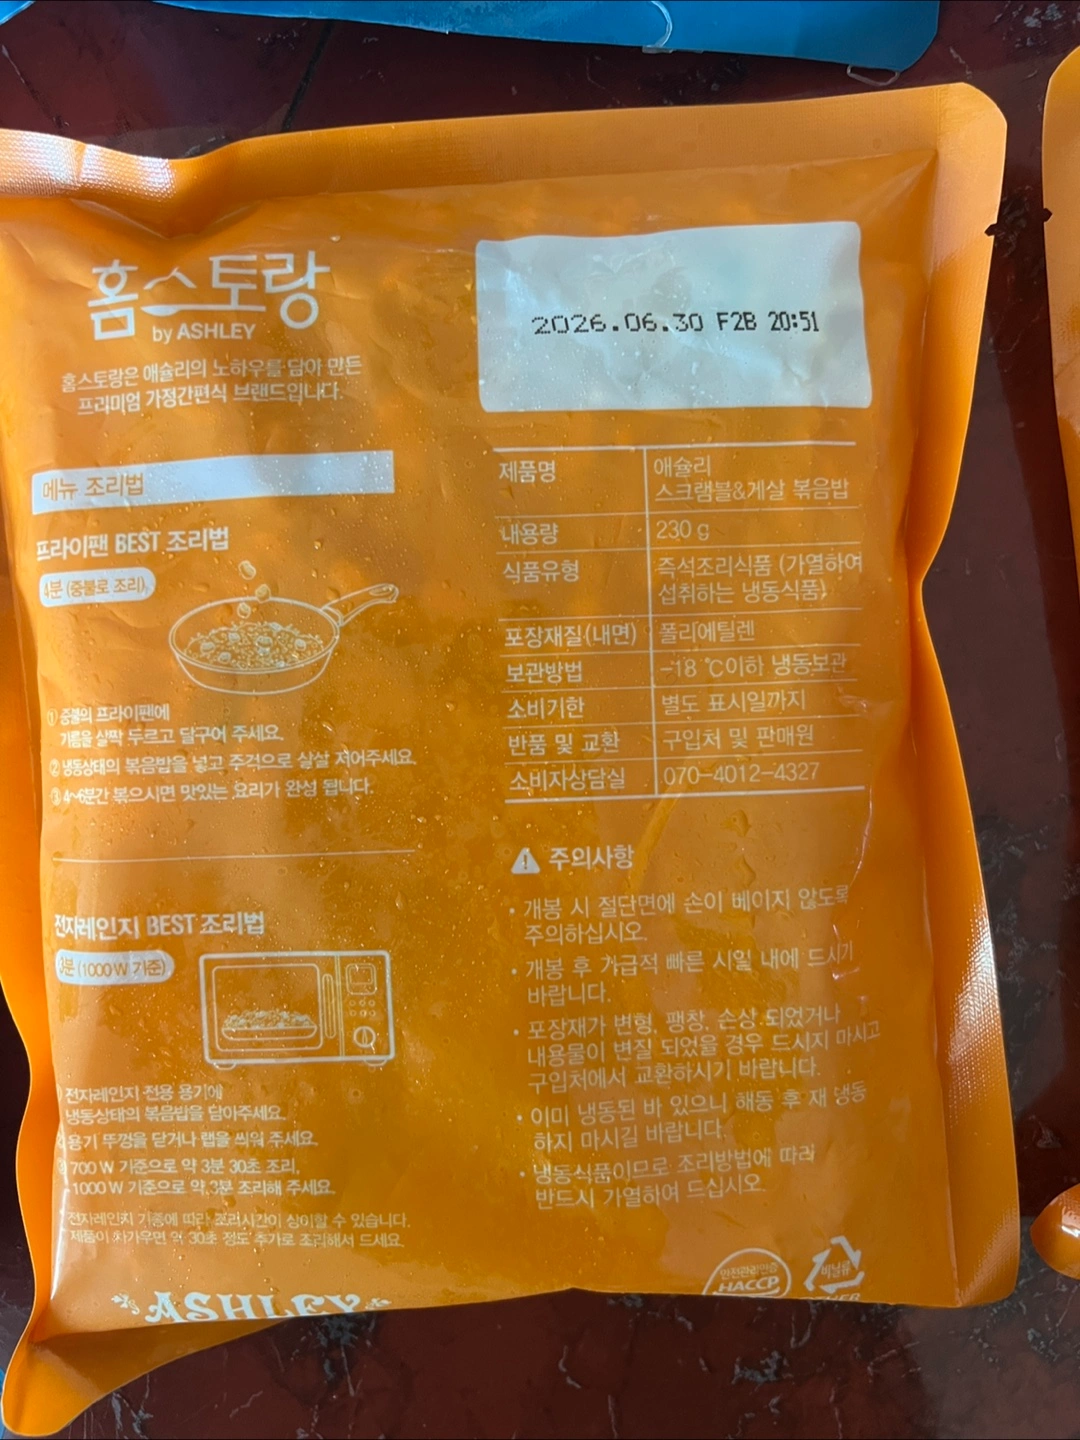 홈스토랑
by ASHLEY
홈스토랑은 애슐리의 노하우를 담아 만든
프리미엄 가정간편식 브랜드입니다.
2026.06.30 F2B 20:51
메뉴 조리법
프라이팬 BEST 조리법
4분 (중불로 조리)
① 중불의 프라이팬에
기름을 살짝 두르고 달구어 주세요.
② 냉동상태의 볶음밥을 넣고 주걱으로 살살 저어주세요.
③ 4~6분간 볶으시면 맛있는 요리가 완성 됩니다.
전자레인지 BEST 조리법
3분 (1000W 기준)
전자레인지 전용 용기에
냉동상태의 볶음밥을 담아주세요.
용기 뚜껑을 닫거나 랩을 씌워 주세요.
700 W 기준으로 약 3분 30초 조리,
1000 W 기준으로 약 3분 조리해 주세요.
전자레인지 기종에 따라 조리시간이 상이할 수 있습니다.
제품이 차가우면 약 30초 정도 추가로 조리해서 드세요.
ASHLEY
제품명 애슐리
스크램블&게살 볶음밥
내용량 230 g
식품유형 즉석조리식품 (가열하여
섭취하는 냉동식품)
포장재질(내면) 폴리에틸렌
보관방법 -18 ℃이하 냉동보관
소비기한 별도 표시일까지
반품 및 교환 구입처 및 판매원
소비자상담실 070-4012-4327
주의사항
• 개봉 시 절단면에 손이 베이지 않도록
주의하십시오.
• 개봉 후 가급적 빠른 시일 내에 드시기
바랍니다.
• 포장재가 변형, 팽창, 손상 되었거나
내용물이 변질 되었을 경우 드시지 마시고
구입처에서 교환하시기 바랍니다.
• 이미 냉동된 바 있으니 해동 후 재 냉동
하지 마시길 바랍니다.
• 냉동식품이므로 조리방법에 따라
반드시 가열하여 드십시오.
안전관리인증
HACCP
비닐류